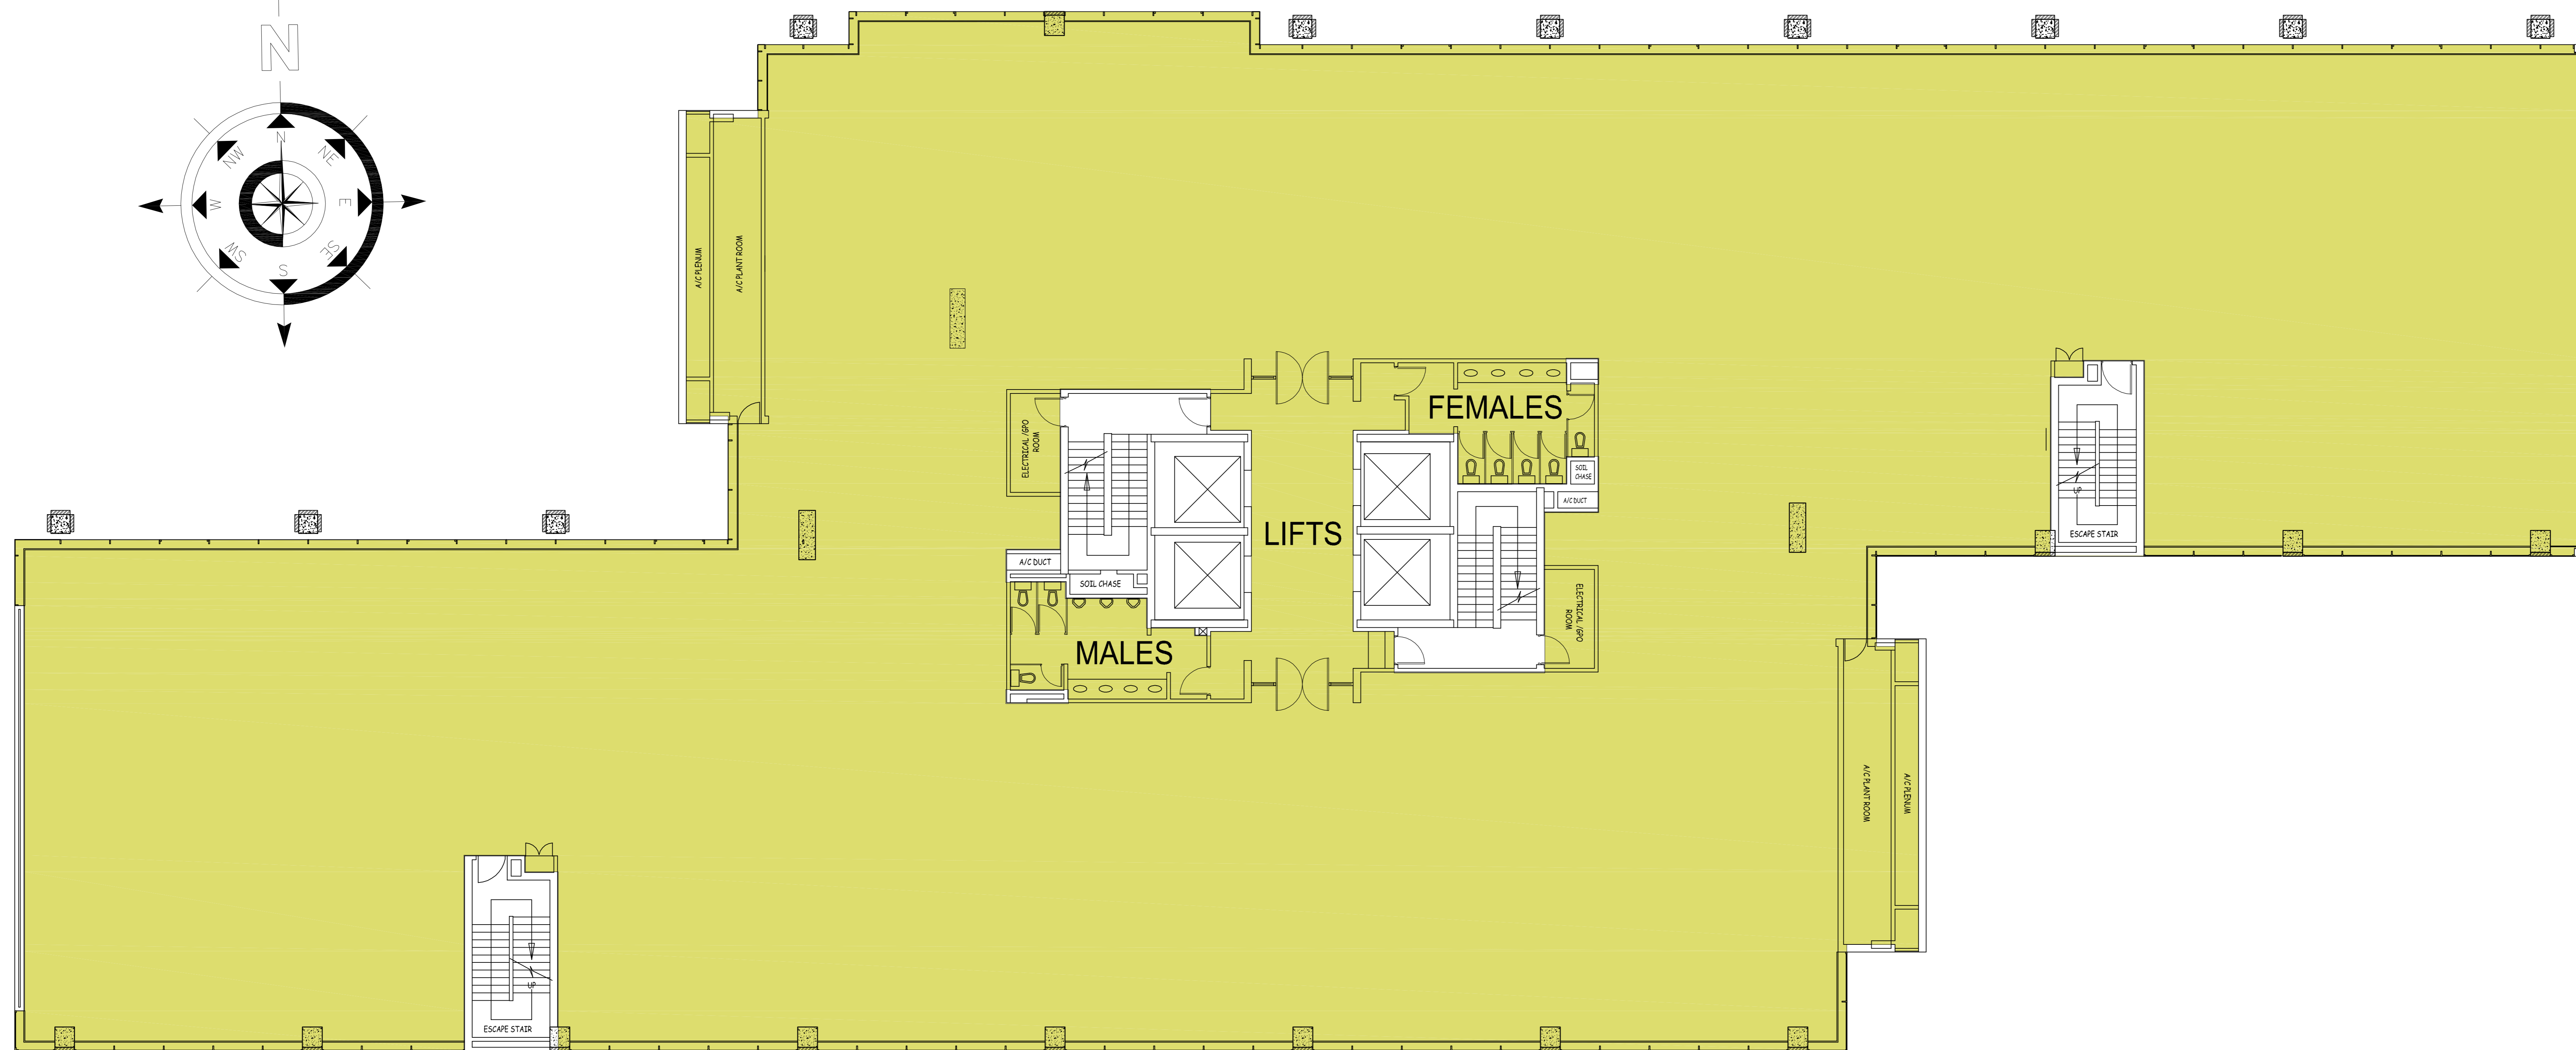 N
N
NE
E
SE
S
SW
W
NW
A/C PLENUM
A/C PLANT ROOM
ELECTRICAL/GPO
ROOM
FEMALES
SOIL
CHASE
A/C DUCT
LIFTS
UP
ESCAPE STAIR
A/C DUCT
SOIL CHASE
MALES
ELECTRICAL/GPO
ROOM
A/C PLANT ROOM
A/C PLENUM
UP
ESCAPE STAIR